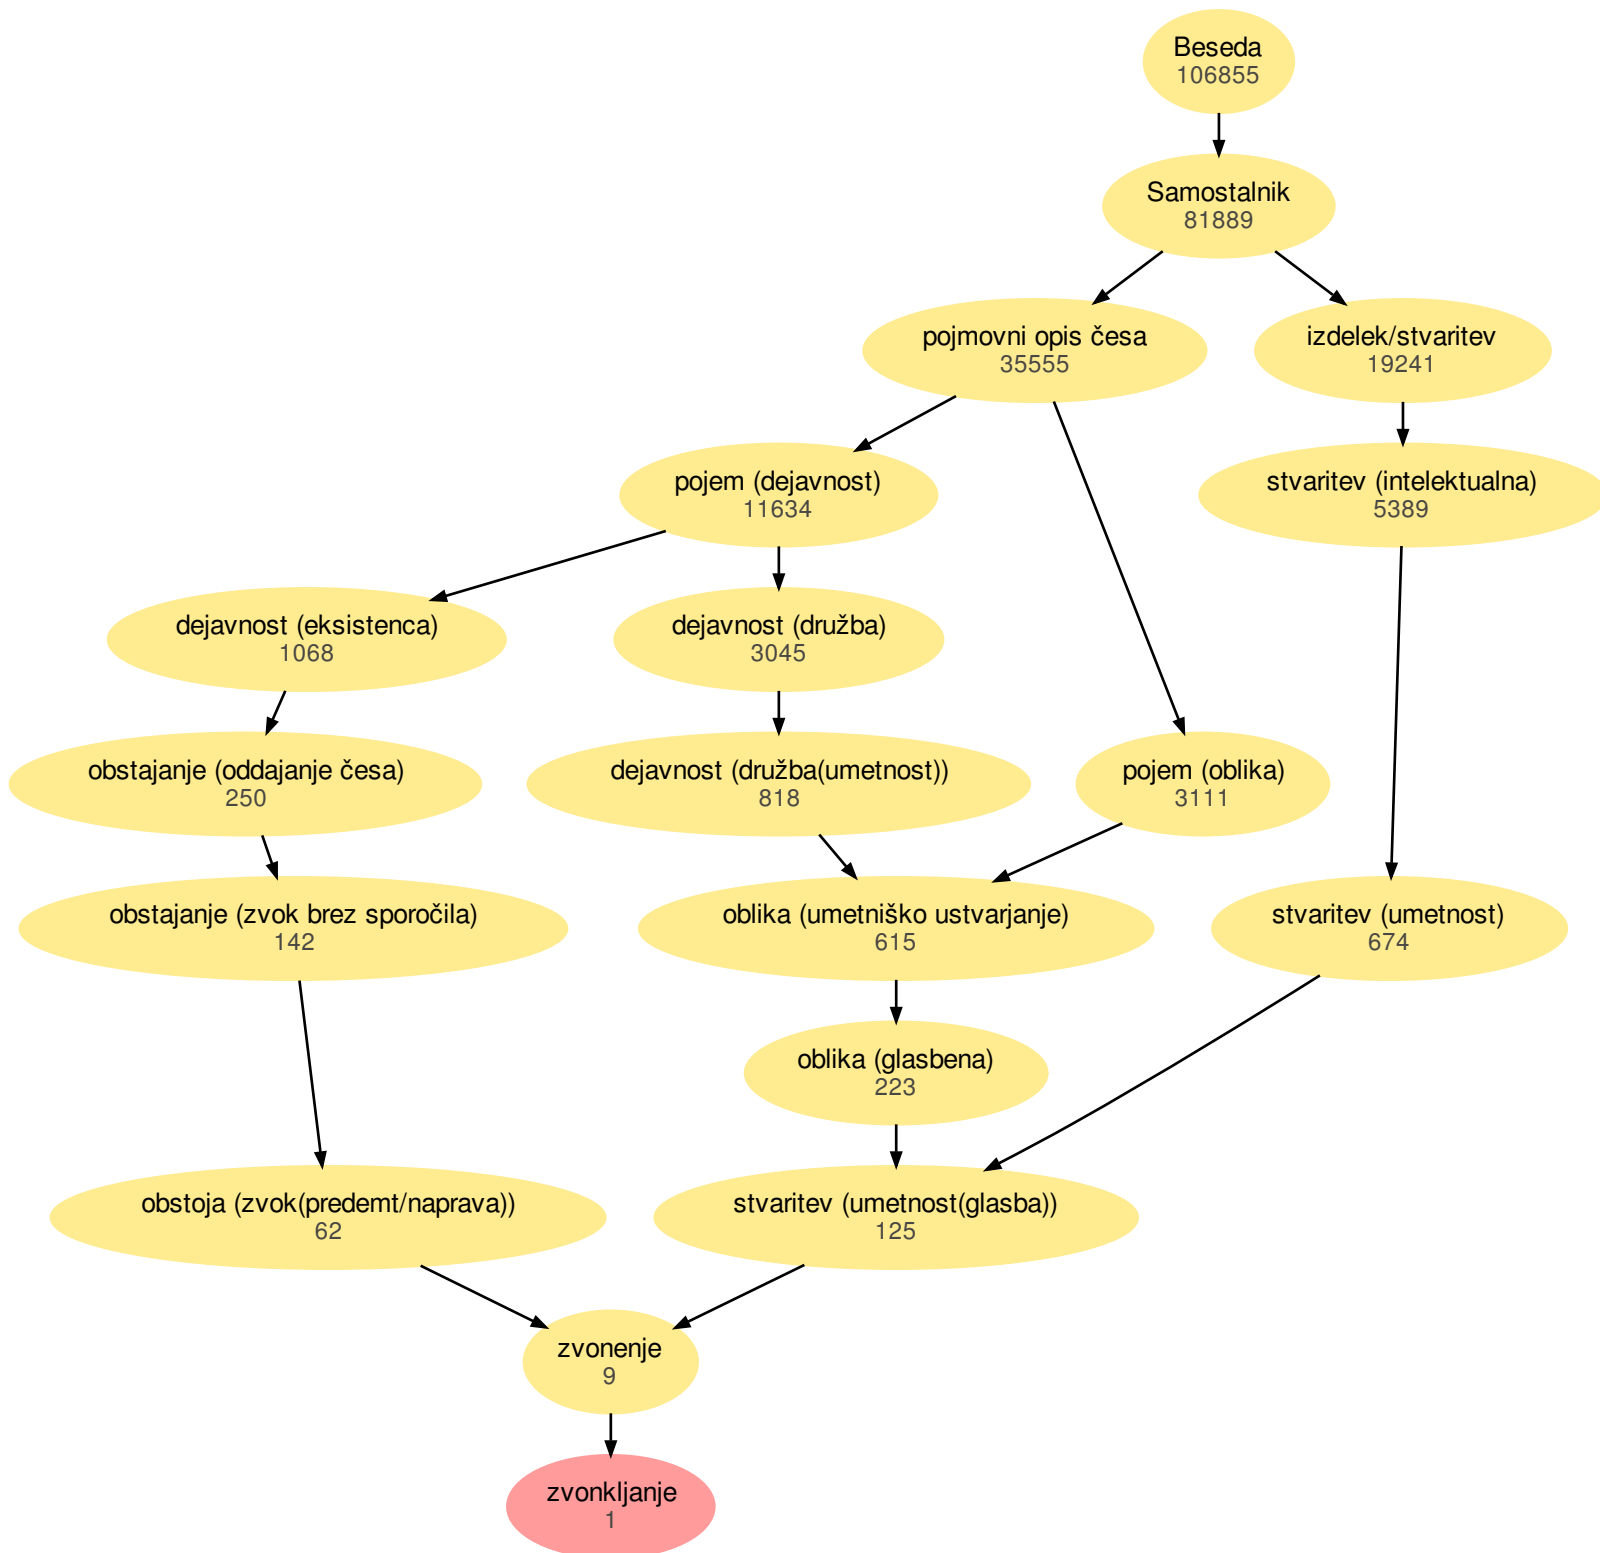 Beseda
106855
Samostalnik
81889
pojmovni opis česa
35555
izdelek/stvaritev
19241
pojem (dejavnost)
11634
stvaritev (intelektualna)
5389
dejavnost (eksistenca)
1068
dejavnost (družba)
3045
obstajanje (oddajanje česa)
250
dejavnost (družba(umetnost))
818
pojem (oblika)
3111
obstajanje (zvok brez sporočila)
142
oblika (umetniško ustvarjanje)
615
stvaritev (umetnost)
674
oblika (glasbena)
223
obstoja (zvok(predemt/naprava))
62
stvaritev (umetnost(glasba))
125
zvonenje
9
zvonkljanje
1